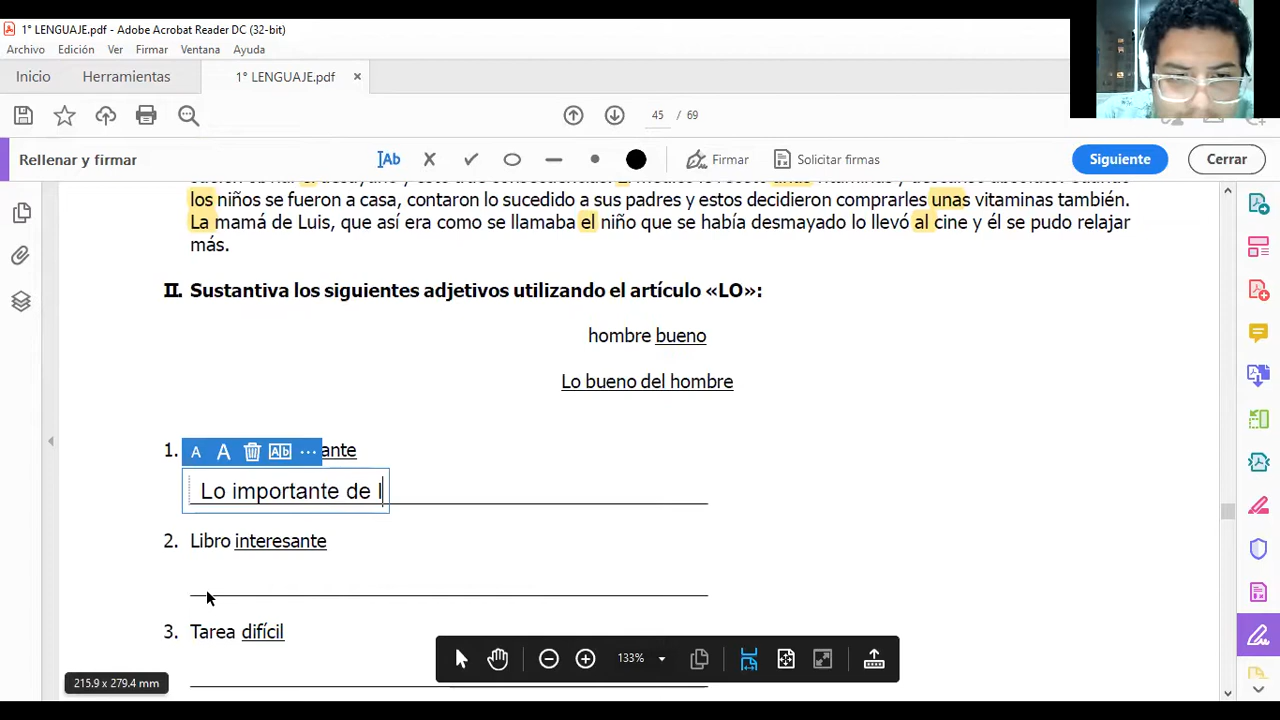 1° LENGUAJE.pdf - Adobe Acrobat Reader DC (32-bit)
Archivo Edición Ver Firmar Ventana Ayuda
Inicio Herramientas 1° LENGUAJE.pdf ×
45 / 69
Rellenar y firmar Ab Firmar Solicitar firmas Siguiente Cerrar
los niños se fueron a casa, contaron lo sucedido a sus padres y estos decidieron comprarles unas vitaminas también.
La mamá de Luis, que así era como se llamaba el niño que se había desmayado lo llevó al cine y él se pudo relajar
más.
II. Sustantiva los siguientes adjetivos utilizando el artículo «LO»:
hombre bueno
Lo bueno del hombre
1. A A Ab ... ante
Lo importante de l
2. Libro interesante
3. Tarea difícil
133%
215.9 x 279.4 mm